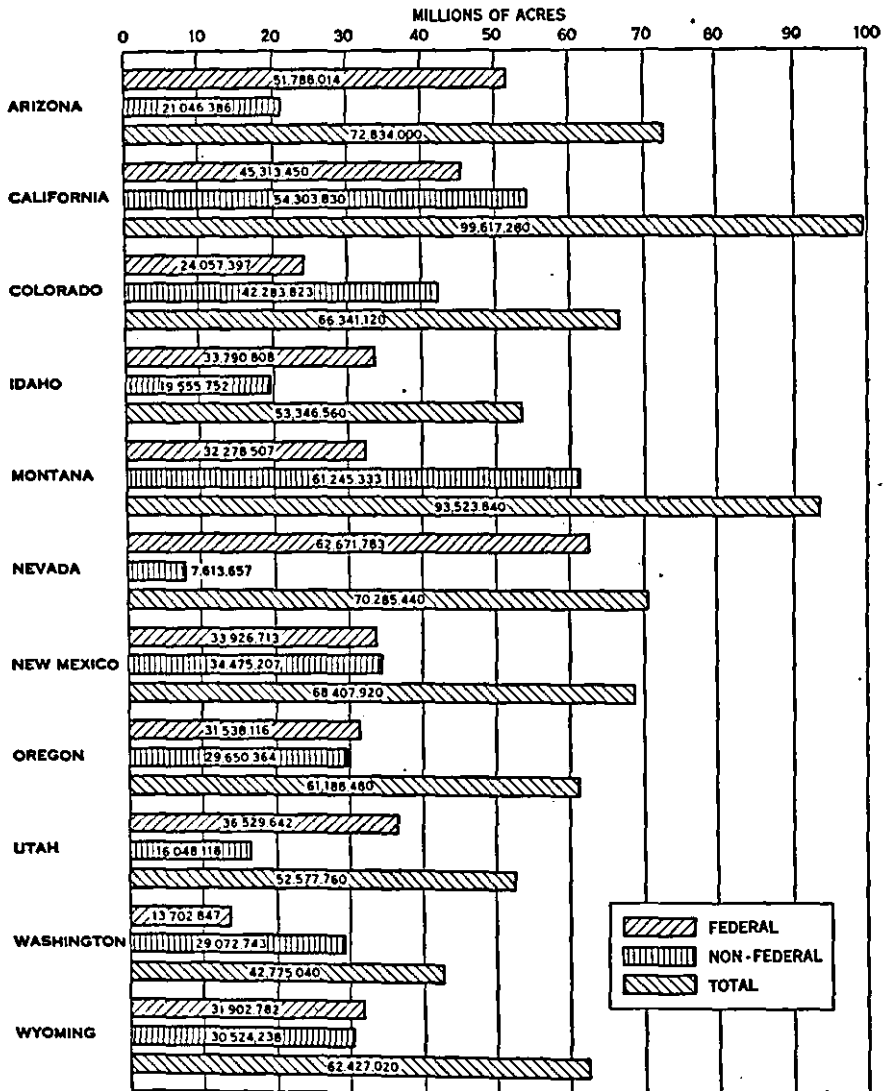 MILLIONS OF ACRES
0 10 20 30 40 50 60 70 80 90 100
ARIZONA
51.788.014
21 046.386
72.834.000
CALIFORNIA
45,313.450
54.303.830
99.617.280
COLORADO
24.057.397
42.283.823
66.341.120
IDAHO
33.790.808
19 555.752
53,346.560
MONTANA
32 278.507
61.245.333
93,523.840
NEVADA
62 671.783
7.613.657
70.285.440
NEW MEXICO
33 926.713
34.475.207
68 407.920
OREGON
31 538.116
29.650 364
61.188.480
UTAH
36 529.642
16 048 118
52.577.760
WASHINGTON
13 702 847
29 072.743
42.775 040
WYOMING
31 902.782
30 524.238
62.427.020
FEDERAL
NON-FEDERAL
TOTAL